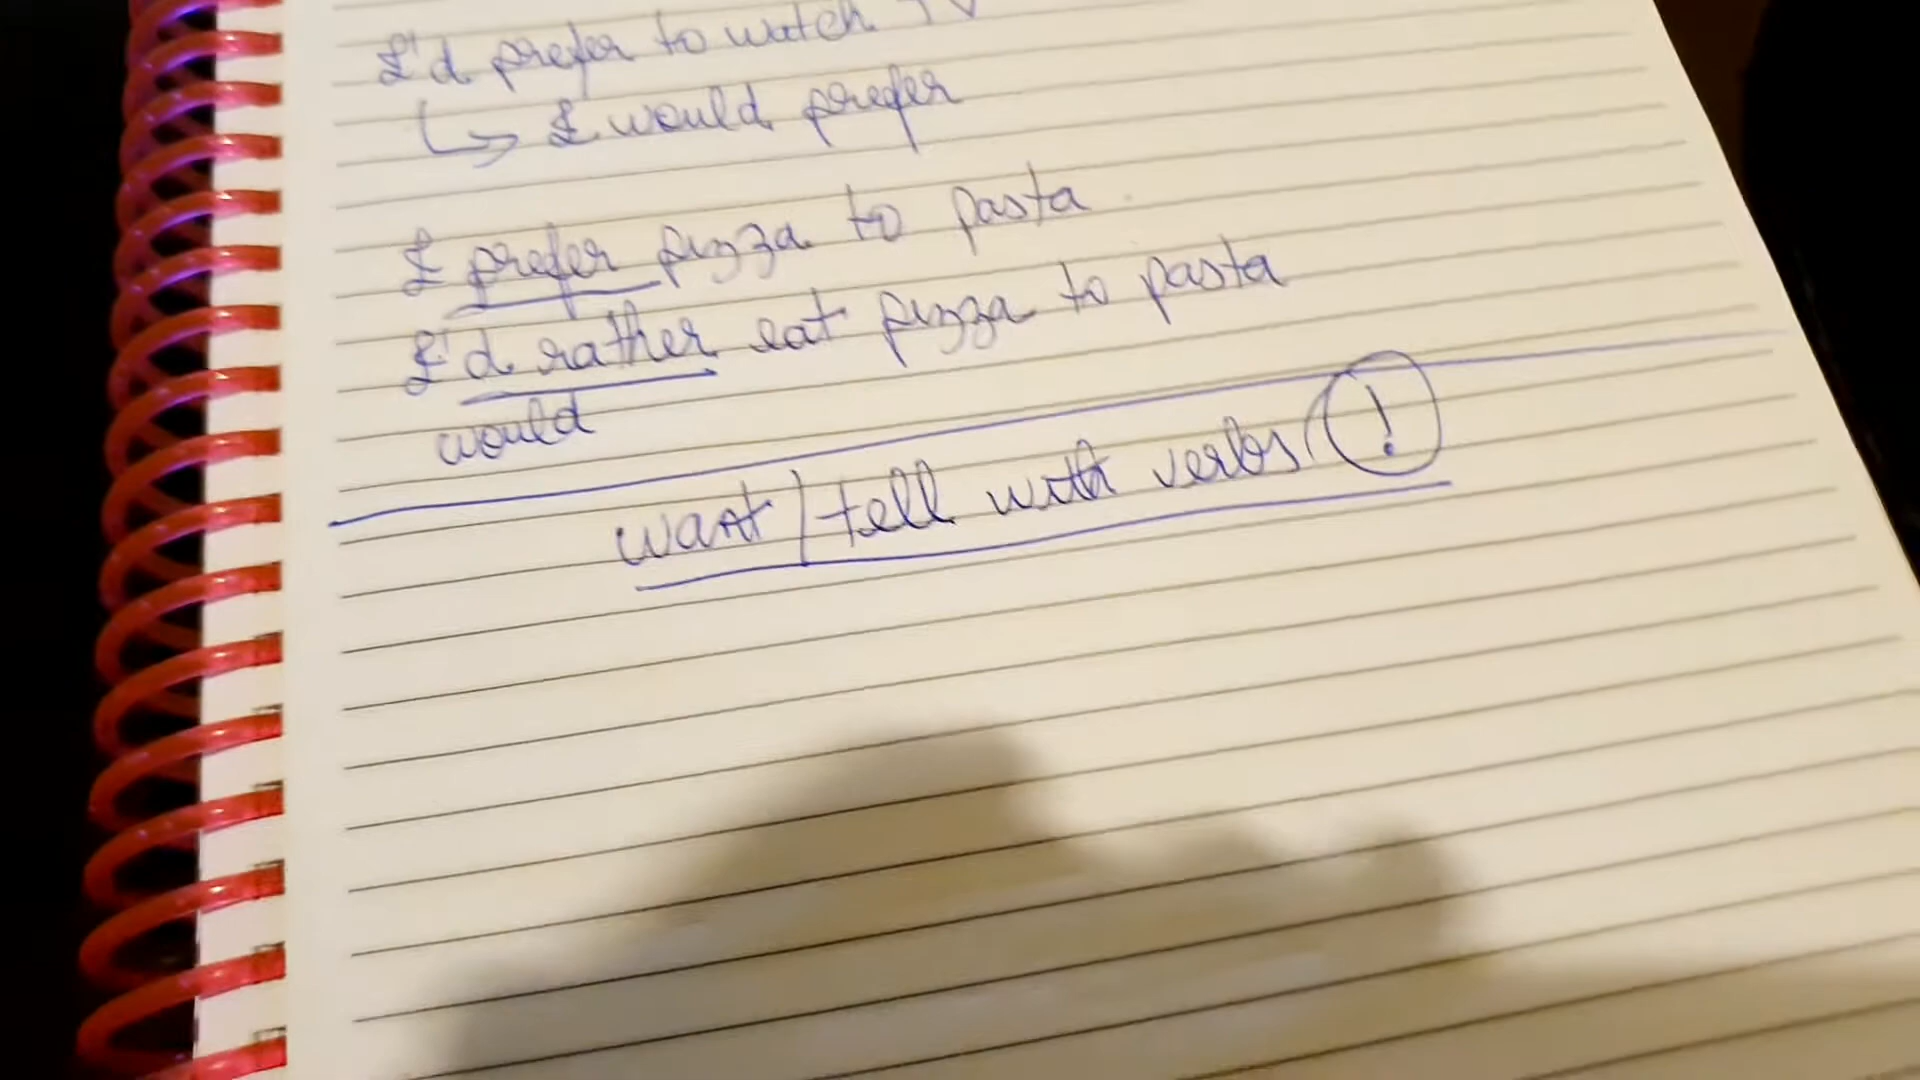 I'd prefer to watch TV
↳ I would prefer
I prefer pizza to pasta
I'd rather eat pizza to pasta
would
want/tell with verbs !